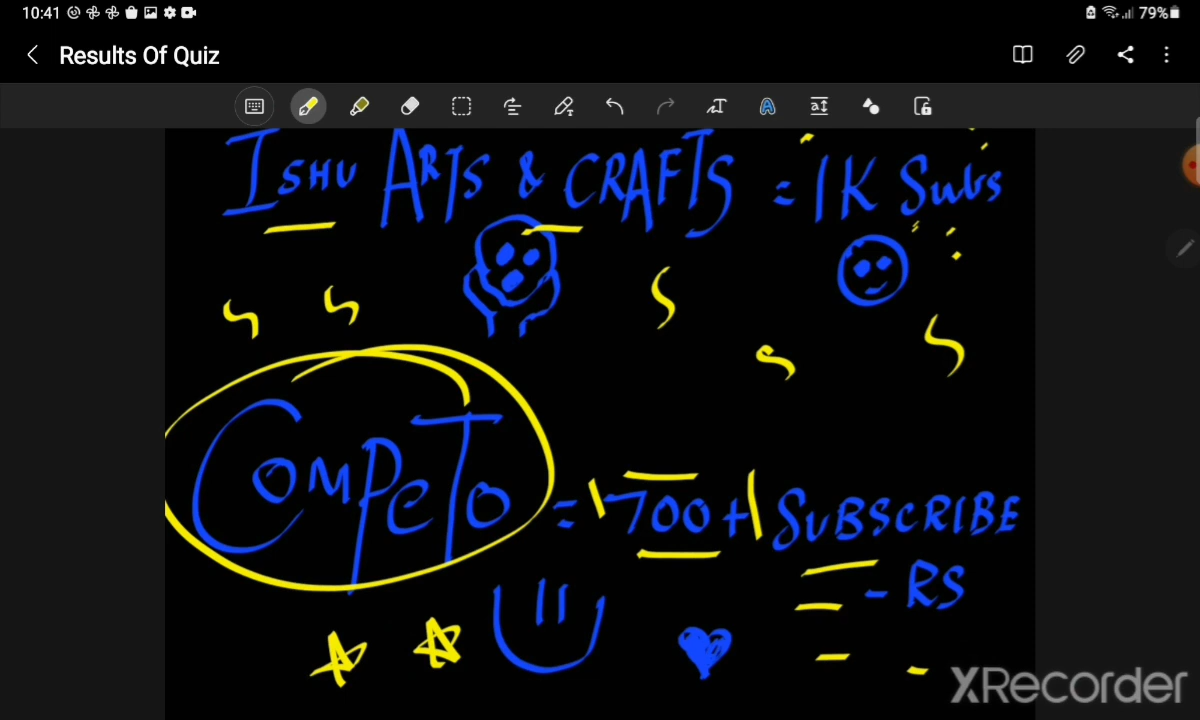 10:41 79%
Results Of Quiz
ISHU ARTS & CRAFTS = 1K Subs
COMPETO = 700+ SUBSCRIBE
- RS
XRecorder